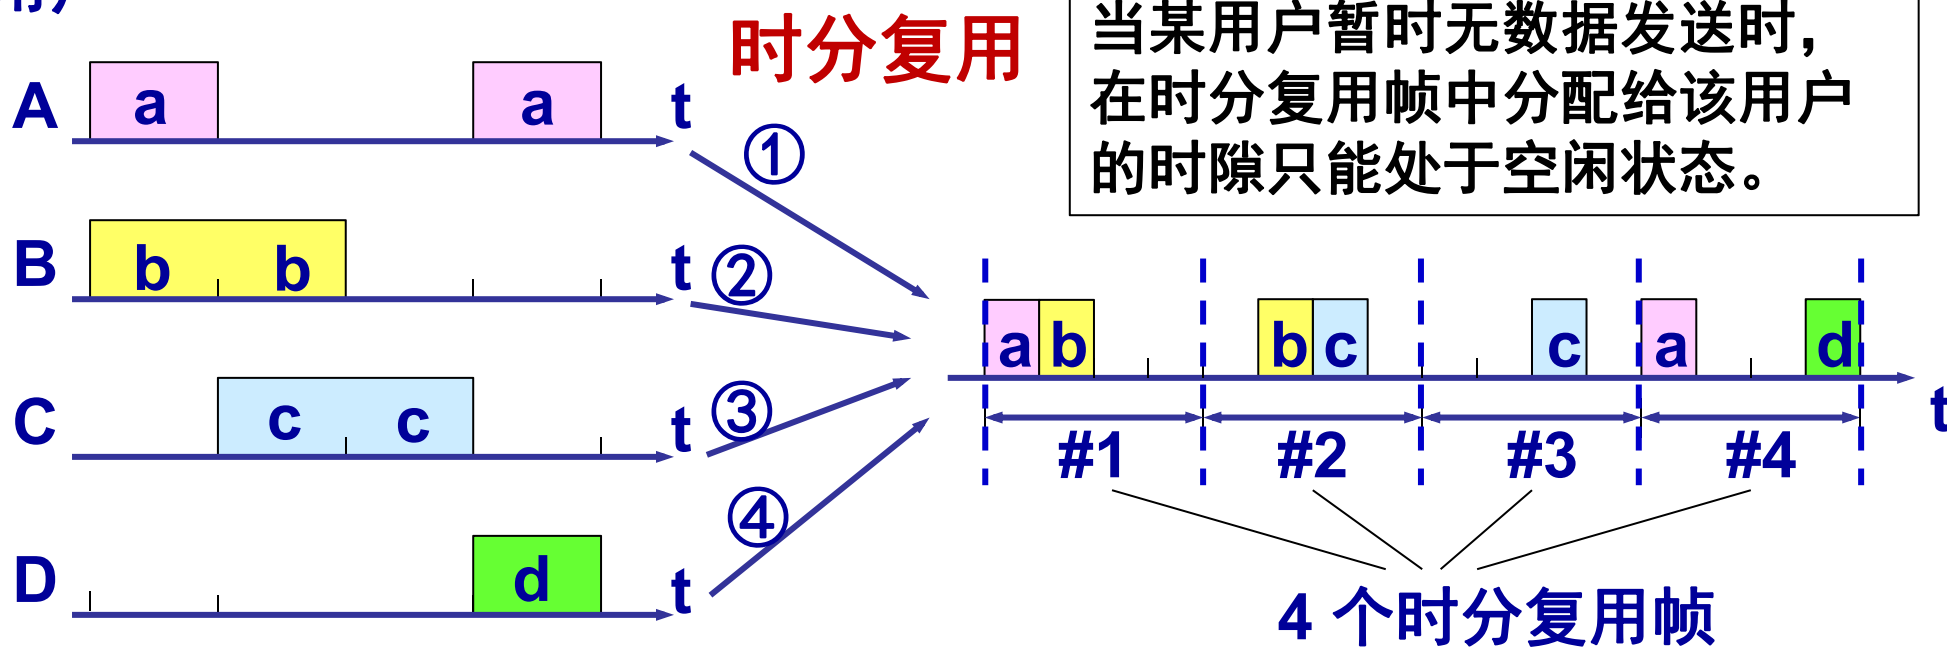 时分复用
当某用户暂时无数据发送时，
在时分复用帧中分配给该用户
的时隙只能处于空闲状态。
A a a t
①
B b b t
②
a b b c c a d
t
C c c t
③
#1 #2 #3 #4
④
D d t
4 个时分复用帧